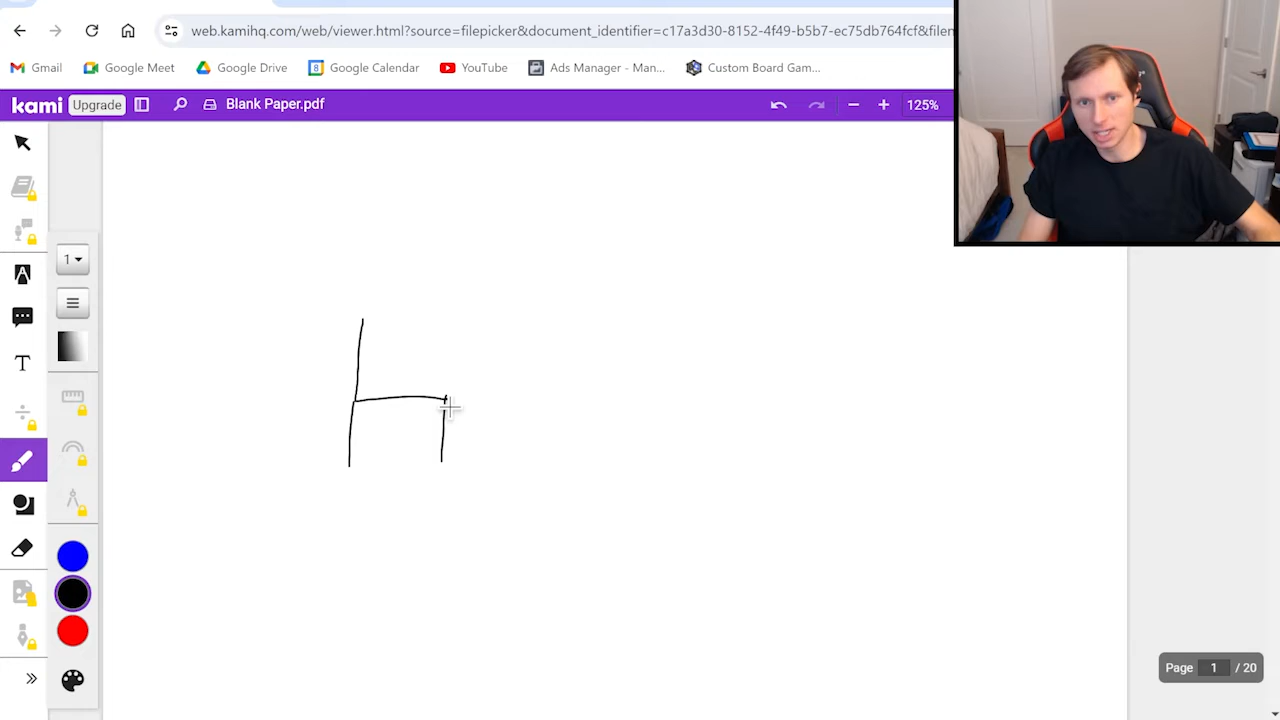 web.kamihq.com/web/viewer.html?source=filepicker&document_identifier=c17a3d30-8152-4f49-b5b7-ec75db764fcf&filen
Gmail Google Meet Google Drive 8 Google Calendar YouTube Ads Manager - Man... Custom Board Gam...
kami Upgrade Blank Paper.pdf 125%
A
1
T
Page 1 / 20